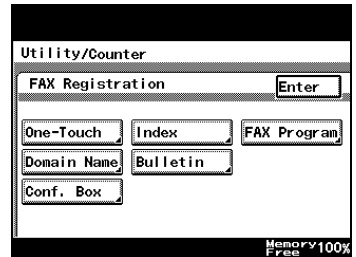 Utility/Counter
FAX Registration
Enter
One-Touch Index FAX Program
Domain Name Bulletin
Conf. Box
Memory Free 100%